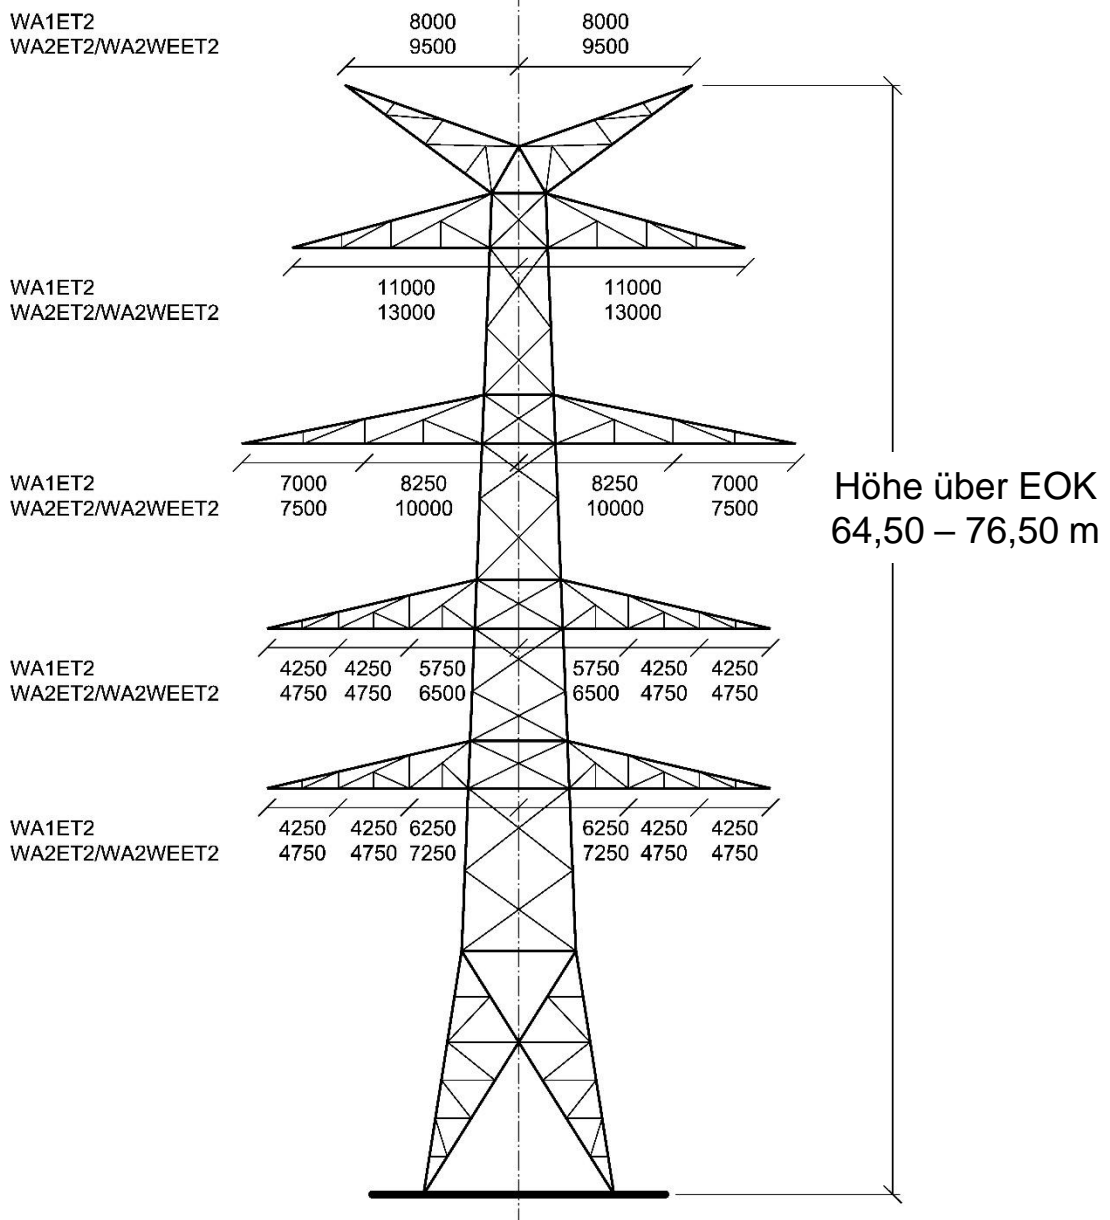 WA1ET2 8000 8000
WA2ET2/WA2WEET2 9500 9500
WA1ET2 11000 11000
WA2ET2/WA2WEET2 13000 13000
WA1ET2 7000 8250 8250 7000
WA2ET2/WA2WEET2 7500 10000 10000 7500
Höhe über EOK
64,50 – 76,50 m
WA1ET2 4250 4250 5750 5750 4250 4250
WA2ET2/WA2WEET2 4750 4750 6500 6500 4750 4750
WA1ET2 4250 4250 6250 6250 4250 4250
WA2ET2/WA2WEET2 4750 4750 7250 7250 4750 4750